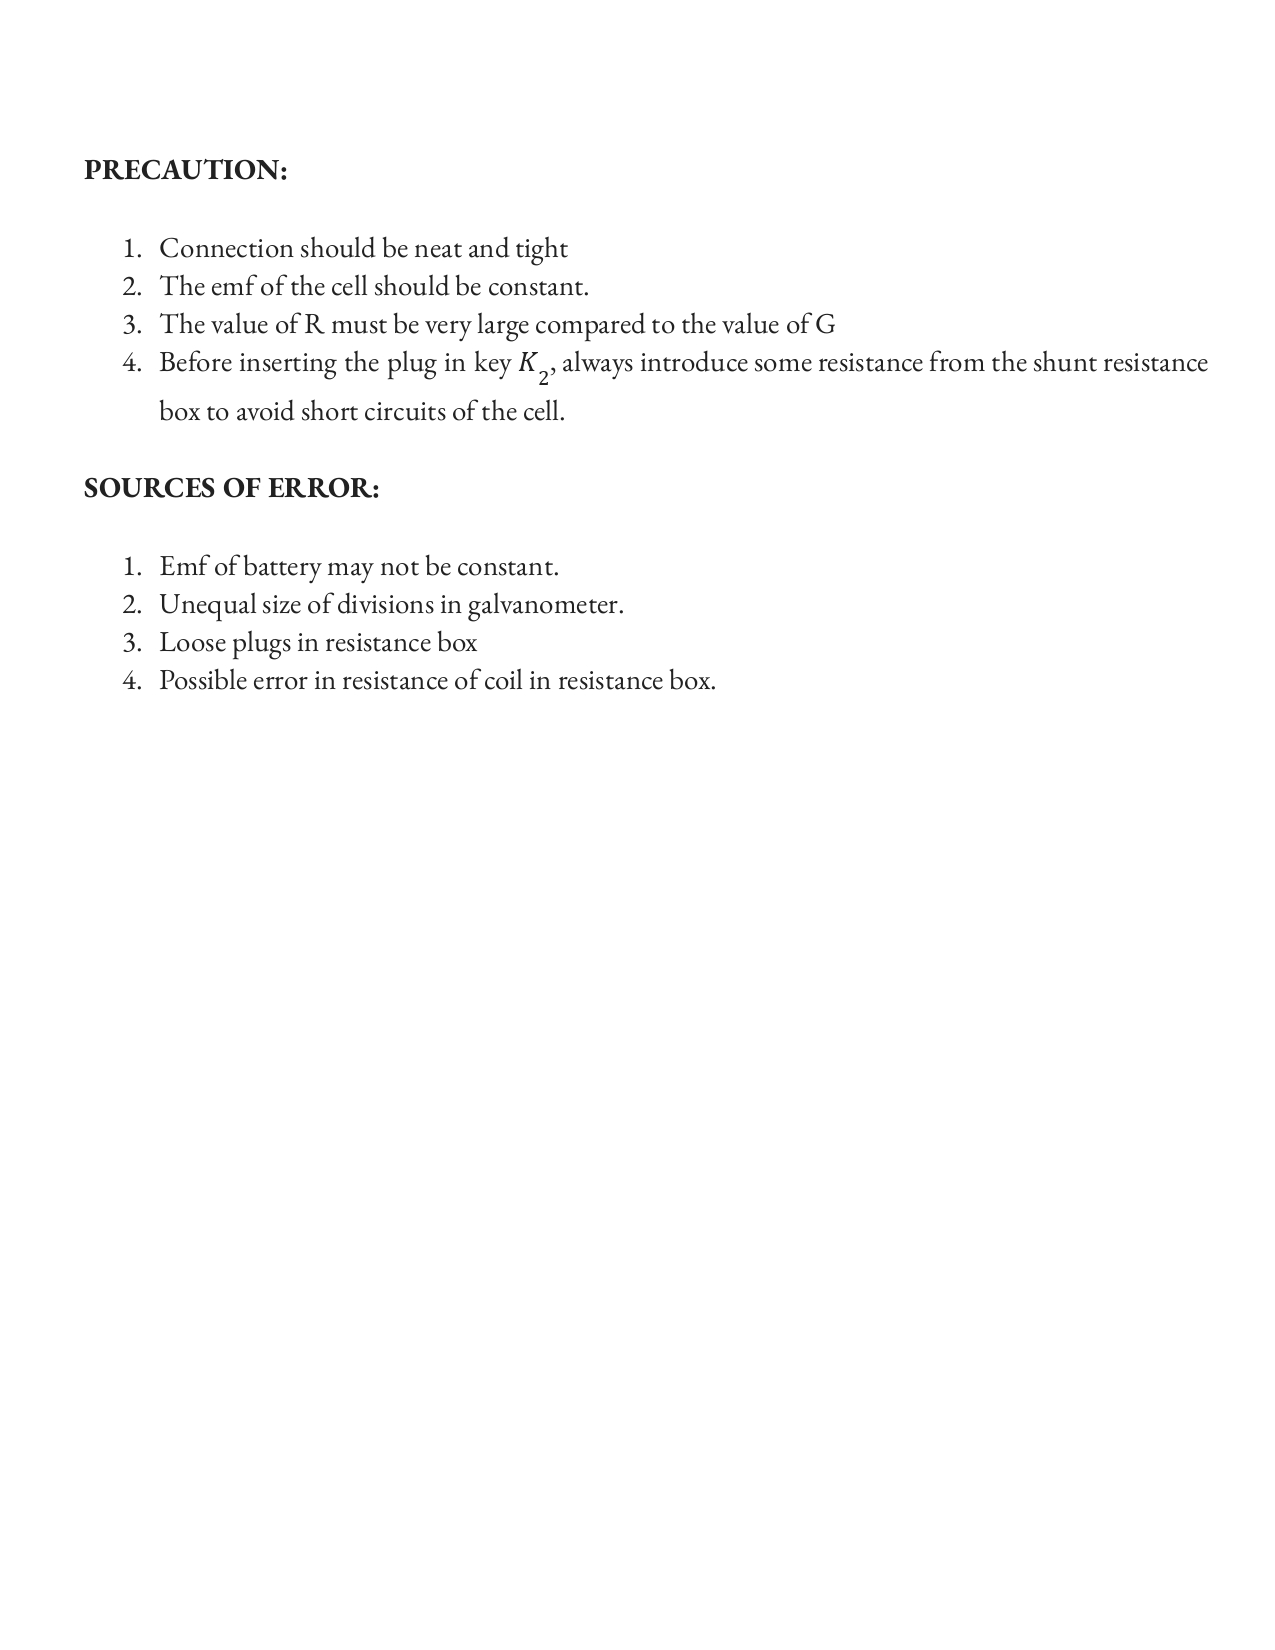 PRECAUTION:
1. Connection should be neat and tight
2. The emf of the cell should be constant.
3. The value of R must be very large compared to the value of G
4. Before inserting the plug in key K₂, always introduce some resistance from the shunt resistance
box to avoid short circuits of the cell.
SOURCES OF ERROR:
1. Emf of battery may not be constant.
2. Unequal size of divisions in galvanometer.
3. Loose plugs in resistance box
4. Possible error in resistance of coil in resistance box.